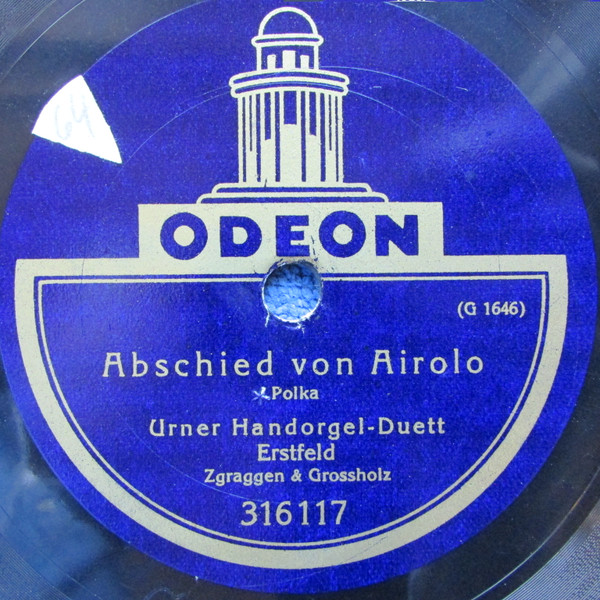 64
ODEON
(G 1646)
Abschied von Airolo
Polka
Urner Handorgel-Duett
Erstfeld
Zgraggen & Grossholz
316117